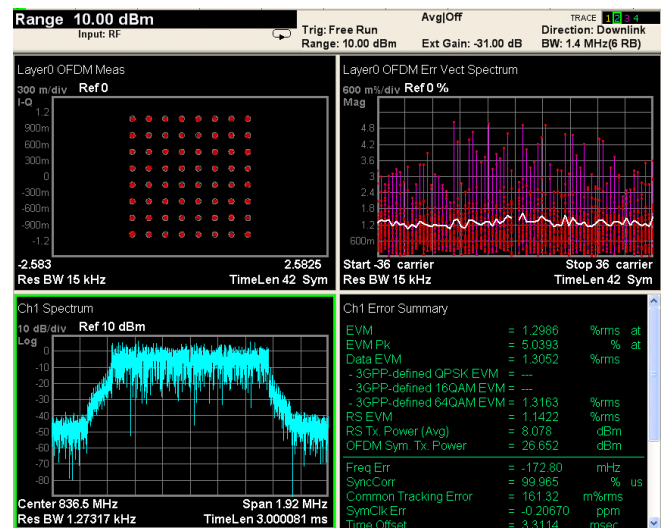 Range 10.00 dBm
Input: RF
Trig: Free Run
Range: 10.00 dBm
Avg|Off
Ext Gain: -31.00 dB
TRACE 1 2 3 4
Direction: Downlink
BW: 1.4 MHz(6 RB)
Layer0 OFDM Meas
300 m/div Ref 0
I-Q
1.2
900m
600m
300m
0
-300m
-600m
-900m
-1.2
-2.583 2.5825
Res BW 15 kHz TimeLen 42 Sym
Layer0 OFDM Err Vect Spectrum
600 m%/div Ref 0 %
Mag
4.8
4.2
3.6
3
2.4
1.8
1.2
600m
Start -36 carrier Stop 36 carrier
Res BW 15 kHz TimeLen 42 Sym
Ch1 Spectrum
10 dB/div Ref 10 dBm
Log
0
-10
-20
-30
-40
-50
-60
-70
-80
Center 836.5 MHz Span 1.92 MHz
Res BW 1.27317 kHz TimeLen 3.000081 ms
Ch1 Error Summary
EVM = 1.2986 %rms at
EVM Pk = 5.0393 % at
Data EVM = 1.3052 %rms
- 3GPP-defined QPSK EVM = ---
- 3GPP-defined 16QAM EVM = ---
- 3GPP-defined 64QAM EVM = 1.3163 %rms
RS EVM = 1.1422 %rms
RS Tx. Power (Avg) = 8.078 dBm
OFDM Sym. Tx. Power = 26.652 dBm
Freq Err = -172.80 mHz
SyncCorr = 99.965 % us
Common Tracking Error = 161.32 m%rms
SymClk Err = -0.20670 ppm
Time Offset = 3.3114 msec